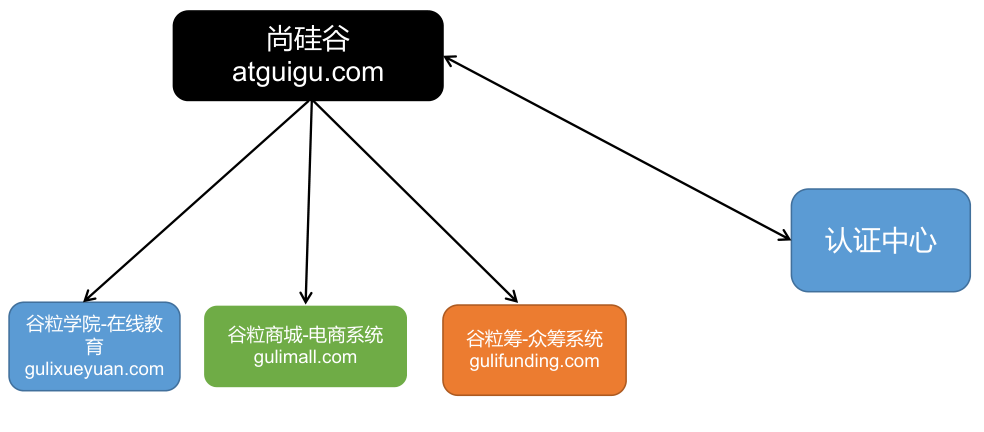 尚硅谷
atguigu.com
认证中心
谷粒学院-在线教
育
gulixueyuan.com
谷粒商城-电商系统
gulimall.com
谷粒筹-众筹系统
gulifunding.com